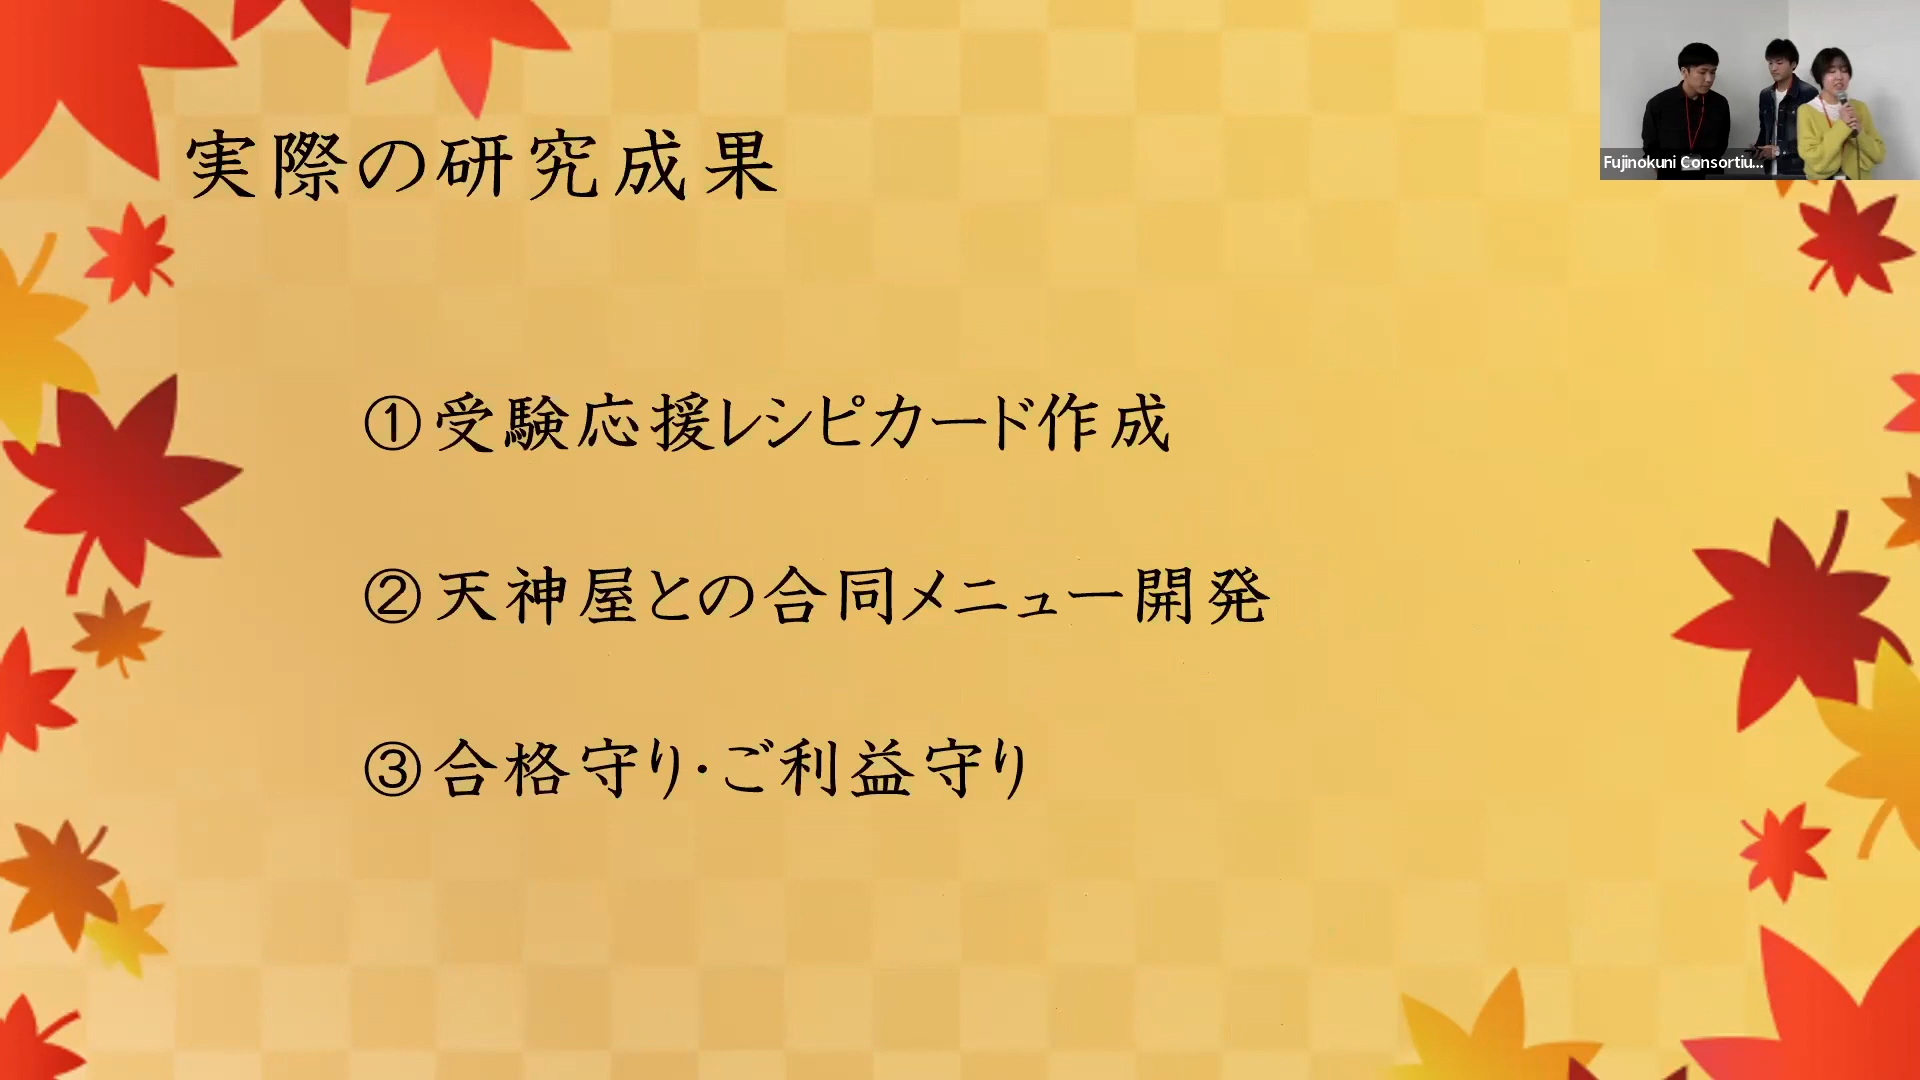 実際の研究成果
Fujinokuni Consortiu...
①受験応援レシピカード作成
②天神屋との合同メニュー開発
③合格守り・ご利益守り